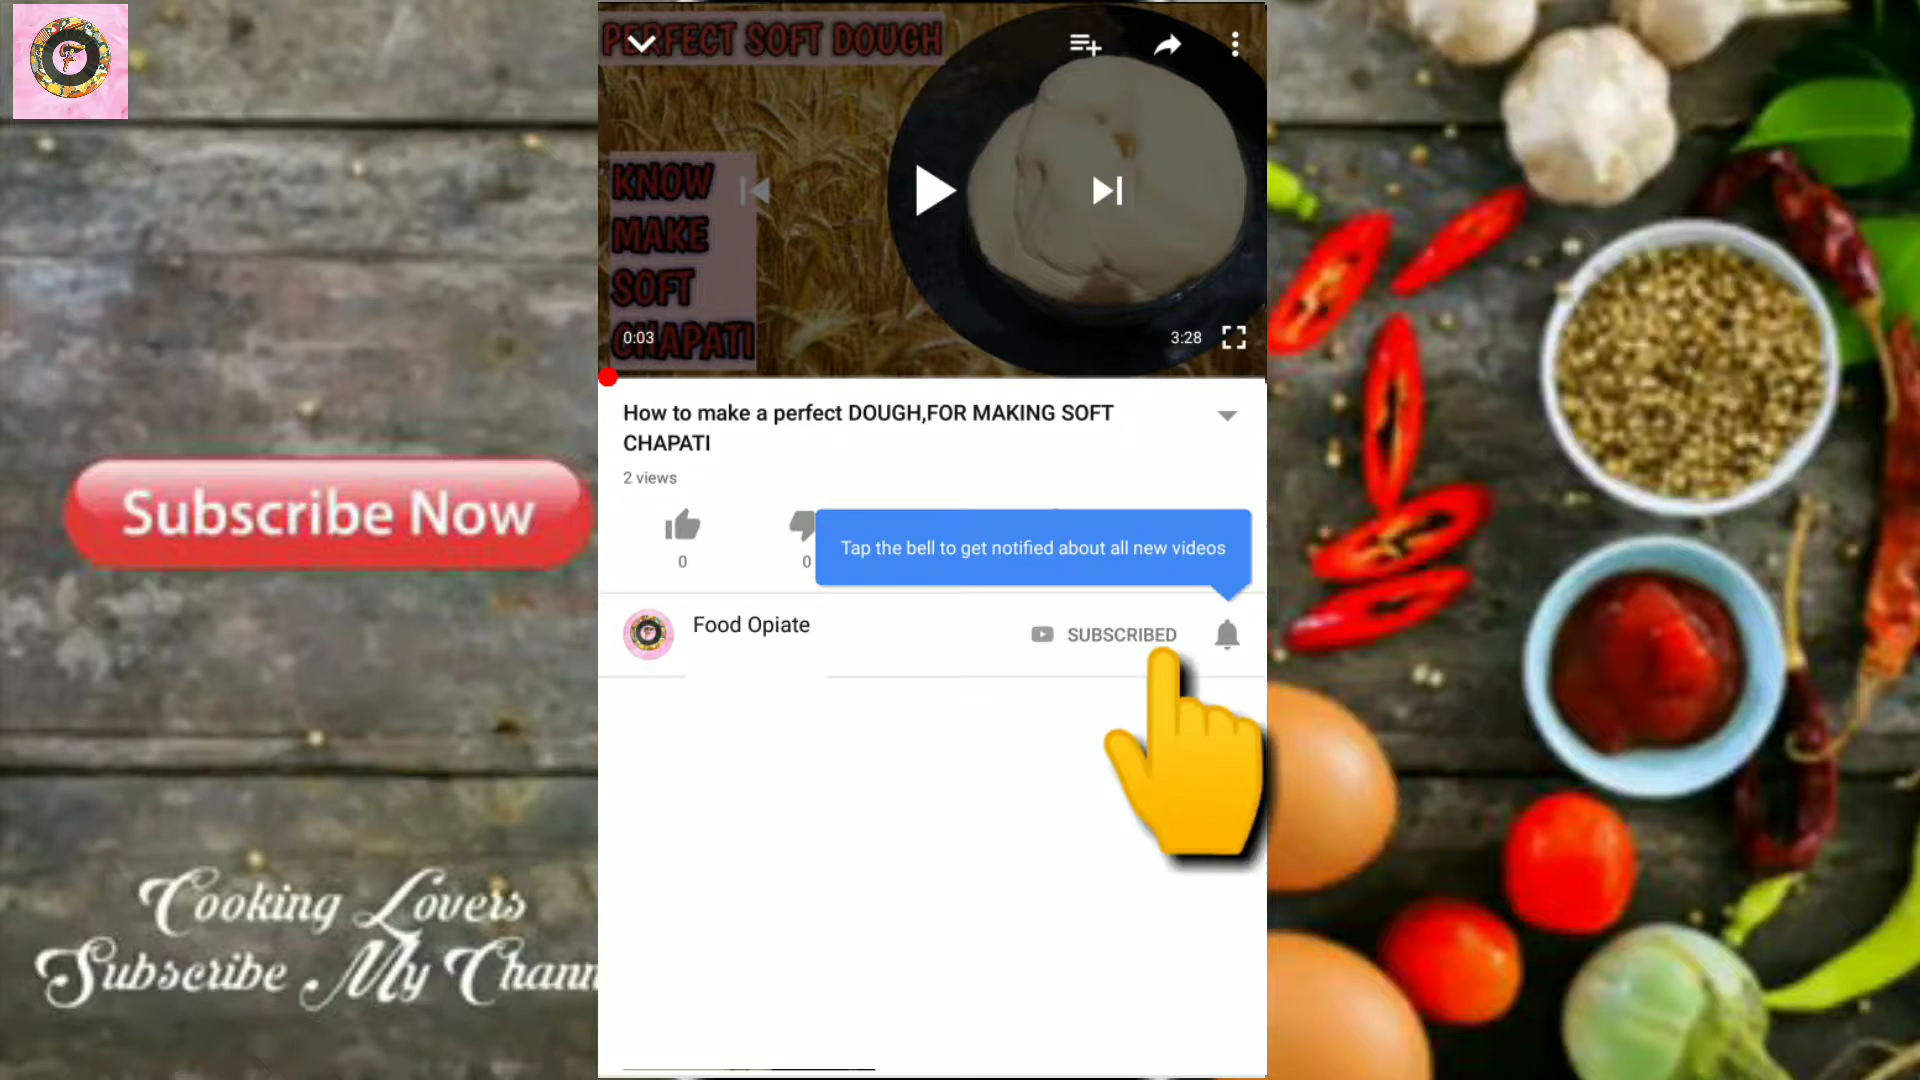 F
PERFECT SOFT DOUGH
KNOW
MAKE
SOFT
CHAPATI
0:03
3:28
How to make a perfect DOUGH,FOR MAKING SOFT
CHAPATI
2 views
0
0
Tap the bell to get notified about all new videos
Food Opiate
SUBSCRIBED
Subscribe Now
Cooking Lovers
Subscribe My Chann